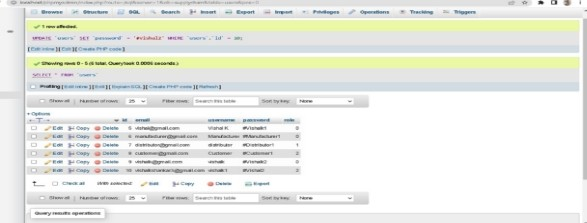 Browse Structure SQL Search Insert Export Import Privileges Operations Tracking Triggers
1 row affected.
UPDATE `users` SET `password` = '#Vishal2' WHERE `users`.`id` = 10;
[ Edit inline ] [ Edit ] [ Create PHP code ]
Showing rows 0 - 5 (6 total, Query took 0.0006 seconds.)
SELECT * FROM `users`
Profiling [ Edit inline ] [ Edit ] [ Explain SQL ] [ Create PHP code ] [ Refresh ]
Show all Number of rows: 25 Filter rows: Search this table Sort by key: None
+ Options
id email username password role
Edit Copy Delete 5 vishal@gmail.com Vishal K. #Vishalk1 0
Edit Copy Delete 6 manufacturer@gmail.com Manufacturer #Manufacturer1 0
Edit Copy Delete 7 distributor@gmail.com distributor #Distributor1 1
Edit Copy Delete 8 customer@gmail.com Customer #Customer1 2
Edit Copy Delete 9 vishalk@gmail.com vishalk
Edit Copy Delete 10 vishalk1 #Vishal2 2
Check all With selected: Edit Copy Delete Export
Show all Number of rows: 25 Filter rows: Search this table Sort by key: None
Query results operations